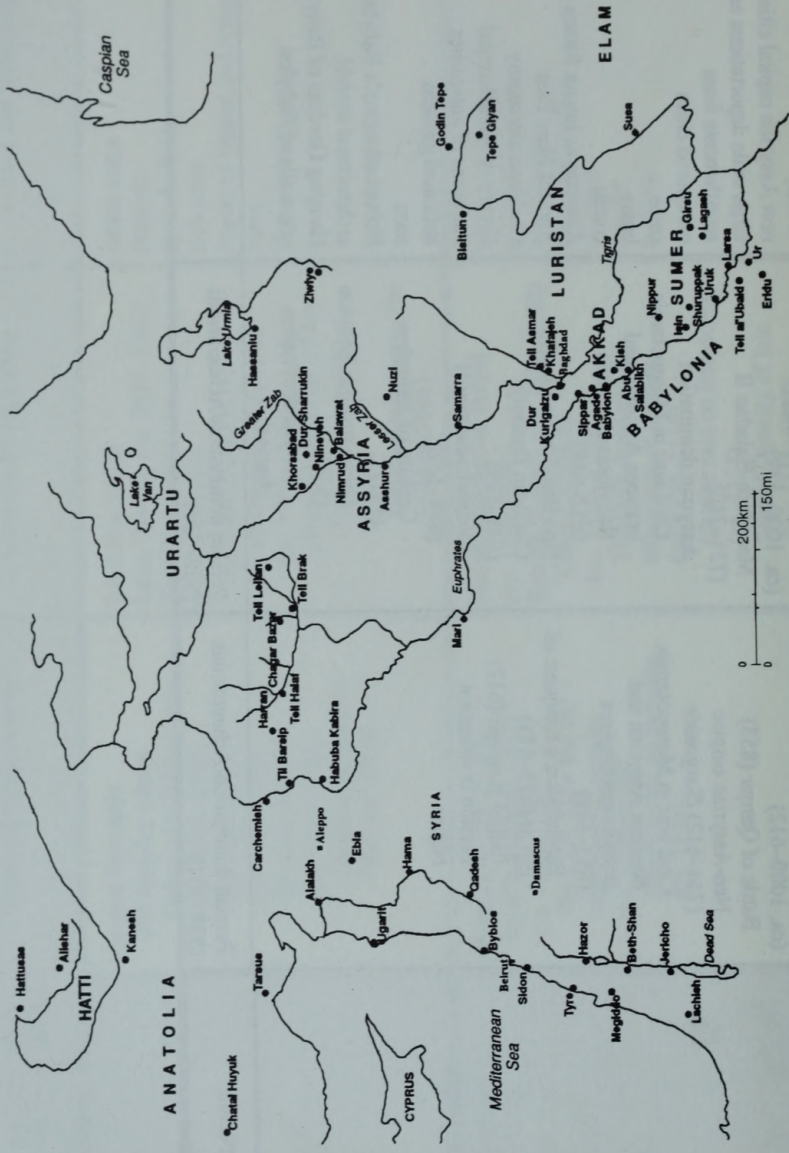 Caspian
Sea
Hattusas
Alishar
HATTI
Kanesh
ANATOLIA
Chatal Huyuk
Tarsus
CYPRUS
Mediterranean
Sea
URARTU
Lake
Van
Lake Urmia
Hassanlu
Ziwiye
Carchemish
Til Barsip
Harran
Tell Halaf
Chagar Bazar
Tell Leilan
Tell Brak
Habuba Kabira
Alalakh
Aleppo
Ebla
Ugarit
Hama
SYRIA
Qadesh
Byblos
Beirut
Sidon
Damascus
Tyre
Hazor
Megiddo
Beth-Shan
Jericho
Lachish
Dead Sea
Greater Zab
Khorsabad
Dur Sharrukin
Nineveh
Balawat
Nimrud
ASSYRIA
Lesser Zab
Asshur
Nuzi
Samarra
Mari
Euphrates
Godin Tepe
Tepe Giyan
Bisitun
LURISTAN
ELAM
Susa
Tigris
Tell Asmar
Khafajeh
Baghdad
Dur
Kurigalzu
Sippar
AKKAD
Agade
Babylon
Kish
Abu
Salabikh
BABYLONIA
Nippur
Isin
SUMER
Shuruppak
Uruk
Girsu
Lagash
Larsa
Tell al'Ubaid
Ur
Eridu
0 200km
0 150mi